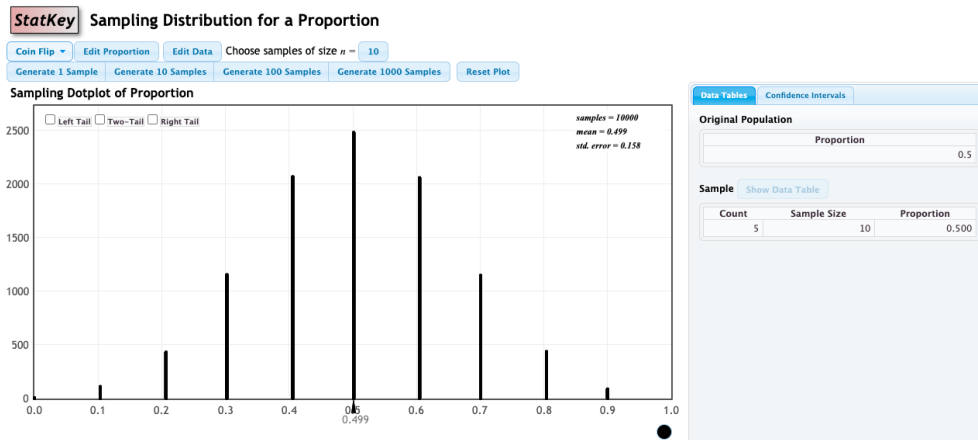 StatKey Sampling Distribution for a Proportion
Coin Flip Edit Proportion Edit Data Choose samples of size n = 10
Generate 1 Sample Generate 10 Samples Generate 100 Samples Generate 1000 Samples Reset Plot
Sampling Dotplot of Proportion
Left Tail Two-Tail Right Tail
samples = 10000
mean = 0.499
std. error = 0.158
2500
2000
1500
1000
500
0
0.0 0.1 0.2 0.3 0.4 0.5 0.6 0.7 0.8 0.9 1.0
0.499
Data Tables Confidence Intervals
Original Population
Proportion
0.5
Sample Show Data Table
Count Sample Size Proportion
5 10 0.500